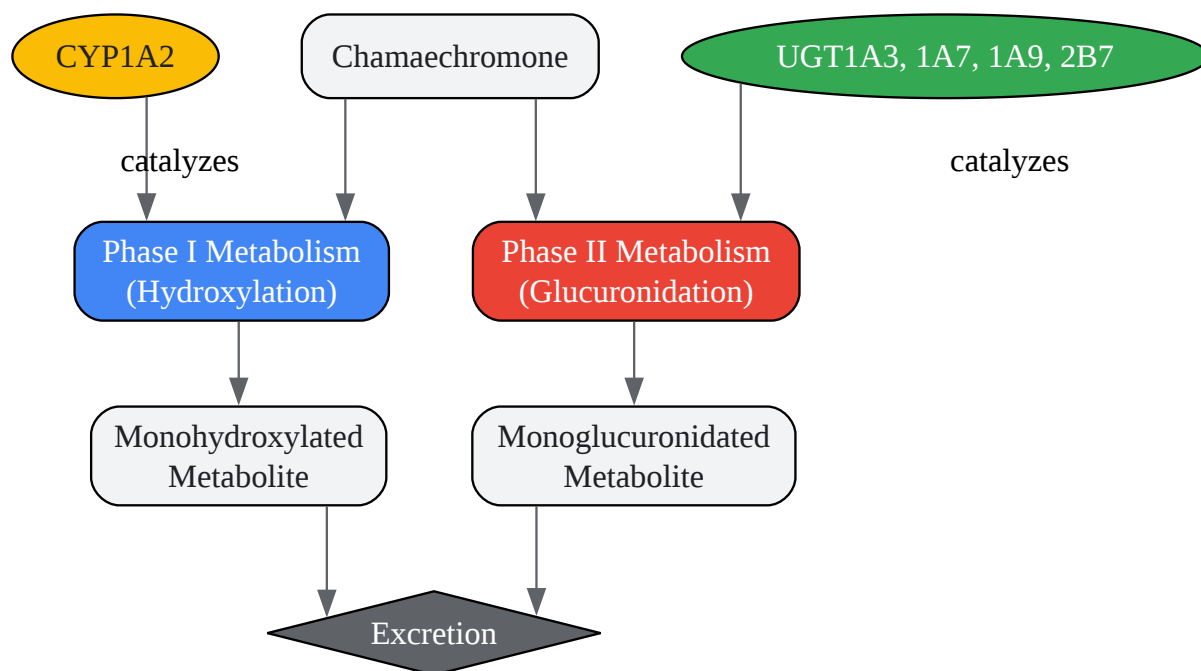 CYP1A2
Chamaechromone
UGT1A3, 1A7, 1A9, 2B7
catalyzes
catalyzes
Phase I Metabolism
(Hydroxylation)
Phase II Metabolism
(Glucuronidation)
Monohydroxylated
Metabolite
Monoglucuronidated
Metabolite
Excretion